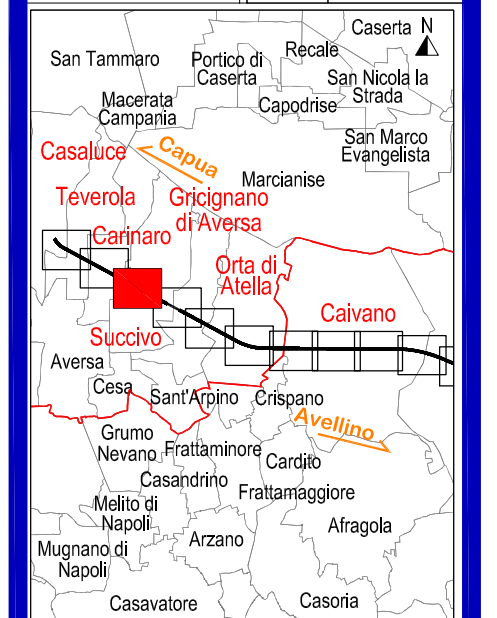 Caserta
N
San Tammaro
Portico di
Caserta
Recale
San Nicola la
Strada
Macerata
Campania
Capodrise
San Marco
Evangelista
Casaluce
Capua
Marcianise
Teverola
Gricignano
di Aversa
Carinaro
Orta di
Atella
Caivano
Succivo
Aversa
Cesa
Sant'Arpino
Crispano
Avellino
Grumo
Nevano
Frattaminore
Cardito
Casandrino
Frattamaggiore
Melito di
Napoli
Afragola
Arzano
Mugnano di
Napoli
Casavatore
Casoria